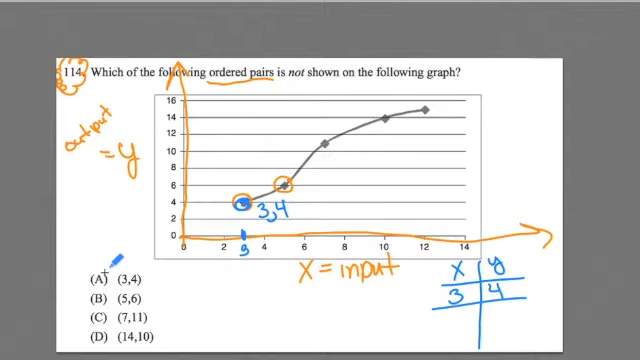 114. Which of the following ordered pairs is not shown on the following graph?
output
= y
16
14
12
10
8
6
4
2
0
0 2 4 6 8 10 12 14
3,4
3
X = input
x y
3 4
(A) (3,4)
(B) (5,6)
(C) (7,11)
(D) (14,10)